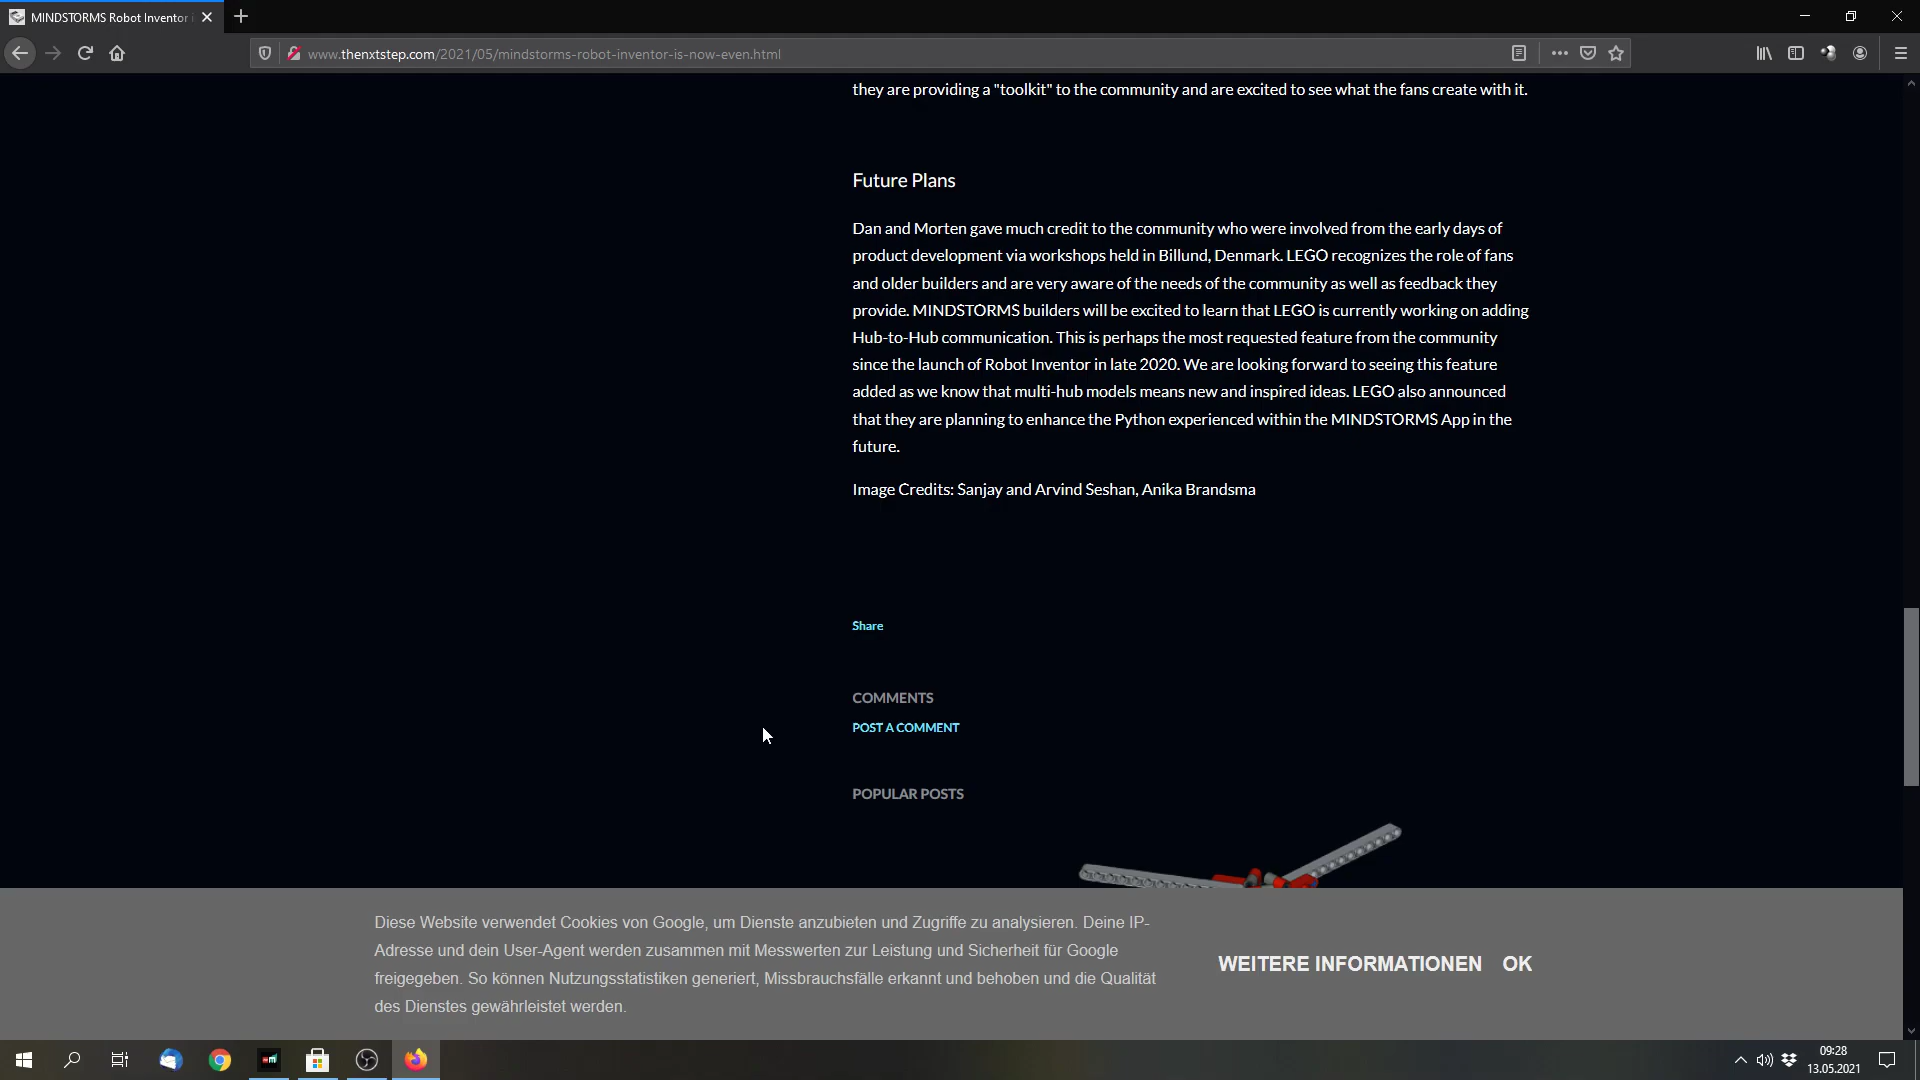 MINDSTORMS Robot Inventor i
www.thenxtstep.com/2021/05/mindstorms-robot-inventor-is-now-even.html
they are providing a "toolkit" to the community and are excited to see what the fans create with it.
Future Plans
Dan and Morten gave much credit to the community who were involved from the early days of
product development via workshops held in Billund, Denmark. LEGO recognizes the role of fans
and older builders and are very aware of the needs of the community as well as feedback they
provide. MINDSTORMS builders will be excited to learn that LEGO is currently working on adding
Hub-to-Hub communication. This is perhaps the most requested feature from the community
since the launch of Robot Inventor in late 2020. We are looking forward to seeing this feature
added as we know that multi-hub models means new and inspired ideas. LEGO also announced
that they are planning to enhance the Python experienced within the MINDSTORMS App in the
future.
Image Credits: Sanjay and Arvind Seshan, Anika Brandsma
Share
COMMENTS
POST A COMMENT
POPULAR POSTS
Diese Website verwendet Cookies von Google, um Dienste anzubieten und Zugriffe zu analysieren. Deine IP-
Adresse und dein User-Agent werden zusammen mit Messwerten zur Leistung und Sicherheit für Google
freigegeben. So können Nutzungsstatistiken generiert, Missbrauchsfälle erkannt und behoben und die Qualität
des Dienstes gewährleistet werden.
WEITERE INFORMATIONEN OK
09:28
13.05.2021